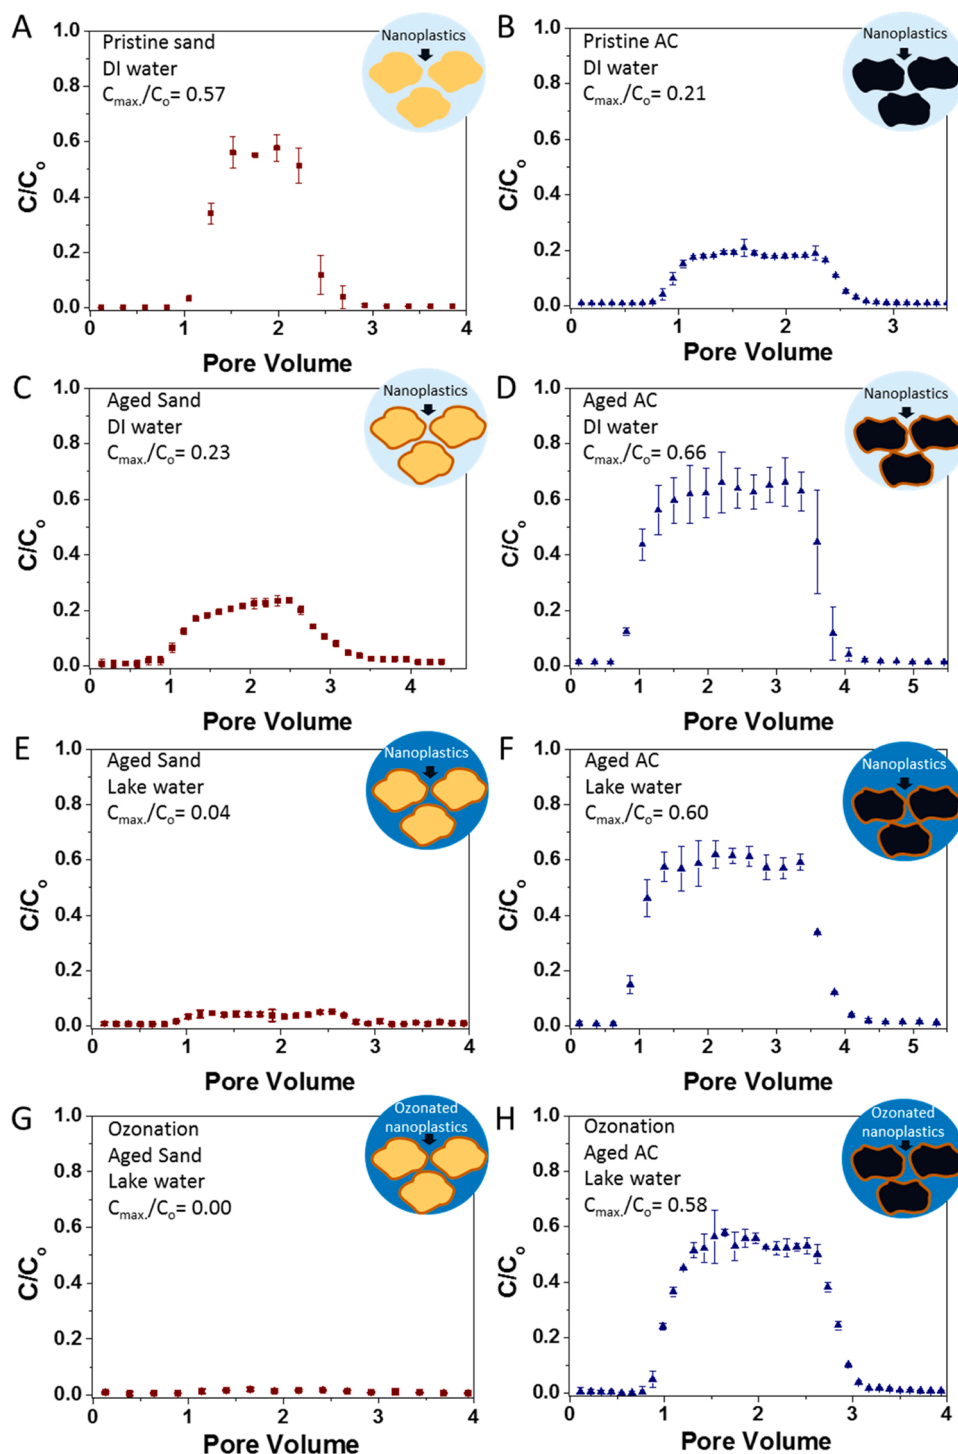 A
Pristine sand
DI water
Cmax./Co= 0.57
Nanoplastics
C/Co
1.0
0.8
0.6
0.4
0.2
0.0
0 1 2 3 4
Pore Volume
B
Pristine AC
DI water
Cmax./Co= 0.21
Nanoplastics
C/Co
1.0
0.8
0.6
0.4
0.2
0.0
0 1 2 3
Pore Volume
C
Aged Sand
DI water
Cmax./Co= 0.23
Nanoplastics
C/Co
1.0
0.8
0.6
0.4
0.2
0.0
0 1 2 3 4
Pore Volume
D
Aged AC
DI water
Cmax./Co= 0.66
Nanoplastics
C/Co
1.0
0.8
0.6
0.4
0.2
0.0
0 1 2 3 4 5
Pore Volume
E
Aged Sand
Lake water
Cmax./Co= 0.04
Nanoplastics
C/Co
1.0
0.8
0.6
0.4
0.2
0.0
0 1 2 3 4
Pore Volume
F
Aged AC
Lake water
Cmax./Co= 0.60
Nanoplastics
C/Co
1.0
0.8
0.6
0.4
0.2
0.0
0 1 2 3 4 5
Pore Volume
G
Ozonation
Aged Sand
Lake water
Cmax./Co= 0.00
Ozonated
nanoplastics
C/Co
1.0
0.8
0.6
0.4
0.2
0.0
0 1 2 3 4
Pore Volume
H
Ozonation
Aged AC
Lake water
Cmax./Co= 0.58
Ozonated
nanoplastics
C/Co
1.0
0.8
0.6
0.4
0.2
0.0
0 1 2 3 4
Pore Volume